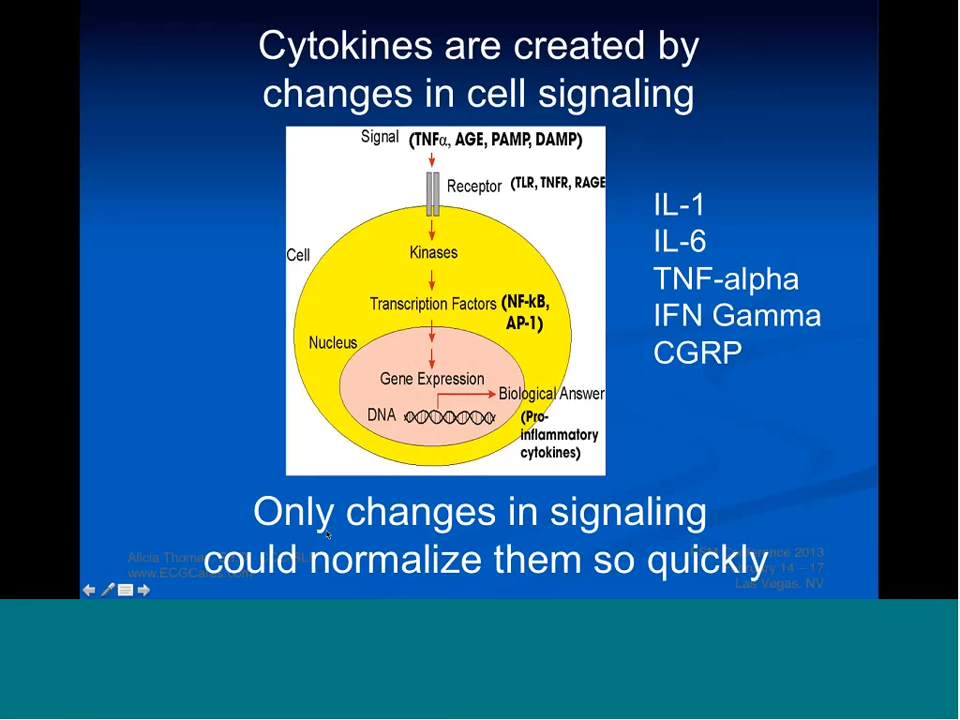 Cytokines are created by
changes in cell signaling
Signal (TNFα, AGE, PAMP, DAMP)
Receptor (TLR, TNFR, RAGE
Cell
Kinases
Transcription Factors (NF-kB,
AP-1)
Nucleus
Gene Expression
Biological Answer
DNA
(Pro-
inflammatory
cytokines)
IL-1
IL-6
TNF-alpha
IFN Gamma
CGRP
Only changes in signaling
could normalize them so quickly
Alicia
www.ECGCares.com
2013
14 – 17
Las Vegas, NV